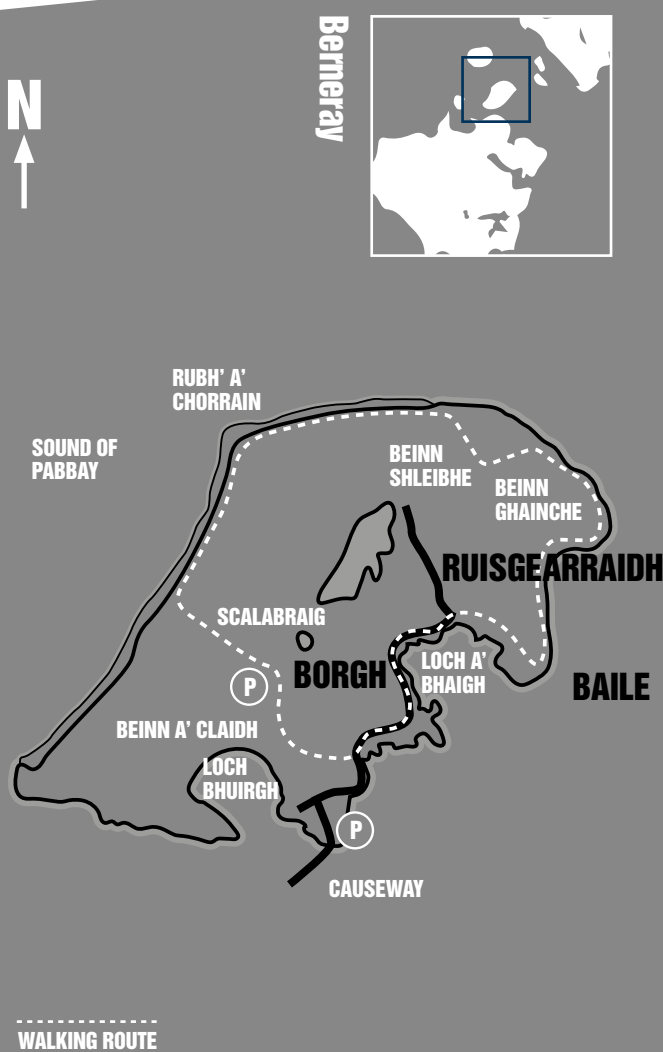 Berneray
N
RUBH' A'
CHORRAIN
SOUND OF
PABBAY
BEINN
SHLEIBHE
BEINN
GHAINCHE
RUISGEARRAIDH
SCALABRAIG
BORGH
LOCH A'
BHAIGH
P
BAILE
BEINN A' CLAIDH
LOCH
BHUIRGH
P
CAUSEWAY
WALKING ROUTE